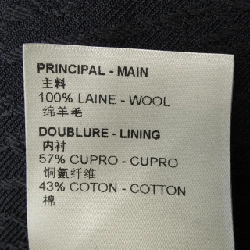 PRINCIPAL - MAIN
主料
100% LAINE - WOOL
绵羊毛
DOUBLURE - LINING
内衬
57% CUPRO - CUPRO
铜氨纤维
43% COTON - COTTON
棉